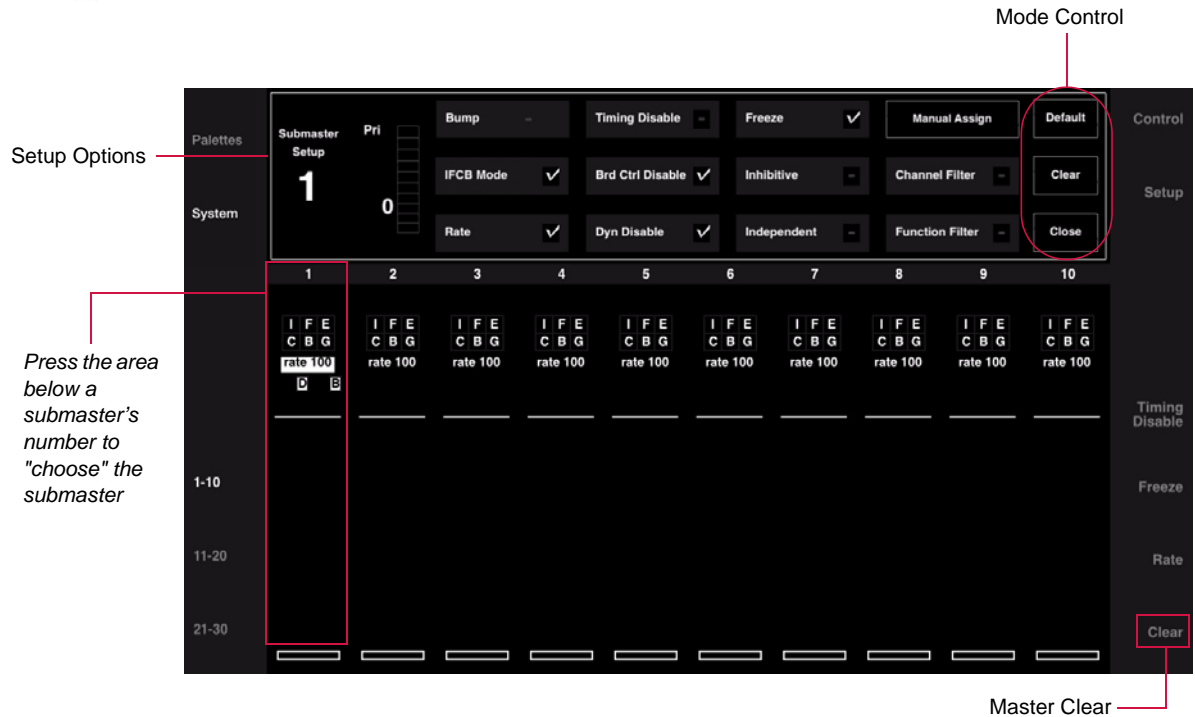 Mode Control
Palettes
System
Setup Options
Submaster
Setup
1
Pri
0
Bump -
Timing Disable -
Freeze ✓
Manual Assign
Default
IFCB Mode ✓
Brd Ctrl Disable ✓
Inhibitive -
Channel Filter -
Clear
Rate ✓
Dyn Disable ✓
Independent -
Function Filter -
Close
Control
Setup
1 2 3 4 5 6 7 8 9 10
I F E I F E I F E I F E I F E I F E I F E I F E I F E I F E
C B G C B G C B G C B G C B G C B G C B G C B G C B G C B G
rate 100 rate 100 rate 100 rate 100 rate 100 rate 100 rate 100 rate 100 rate 100 rate 100
D B
Press the area
below a
submaster's
number to
"choose" the
submaster
1-10
11-20
21-30
Timing
Disable
Freeze
Rate
Clear
Master Clear